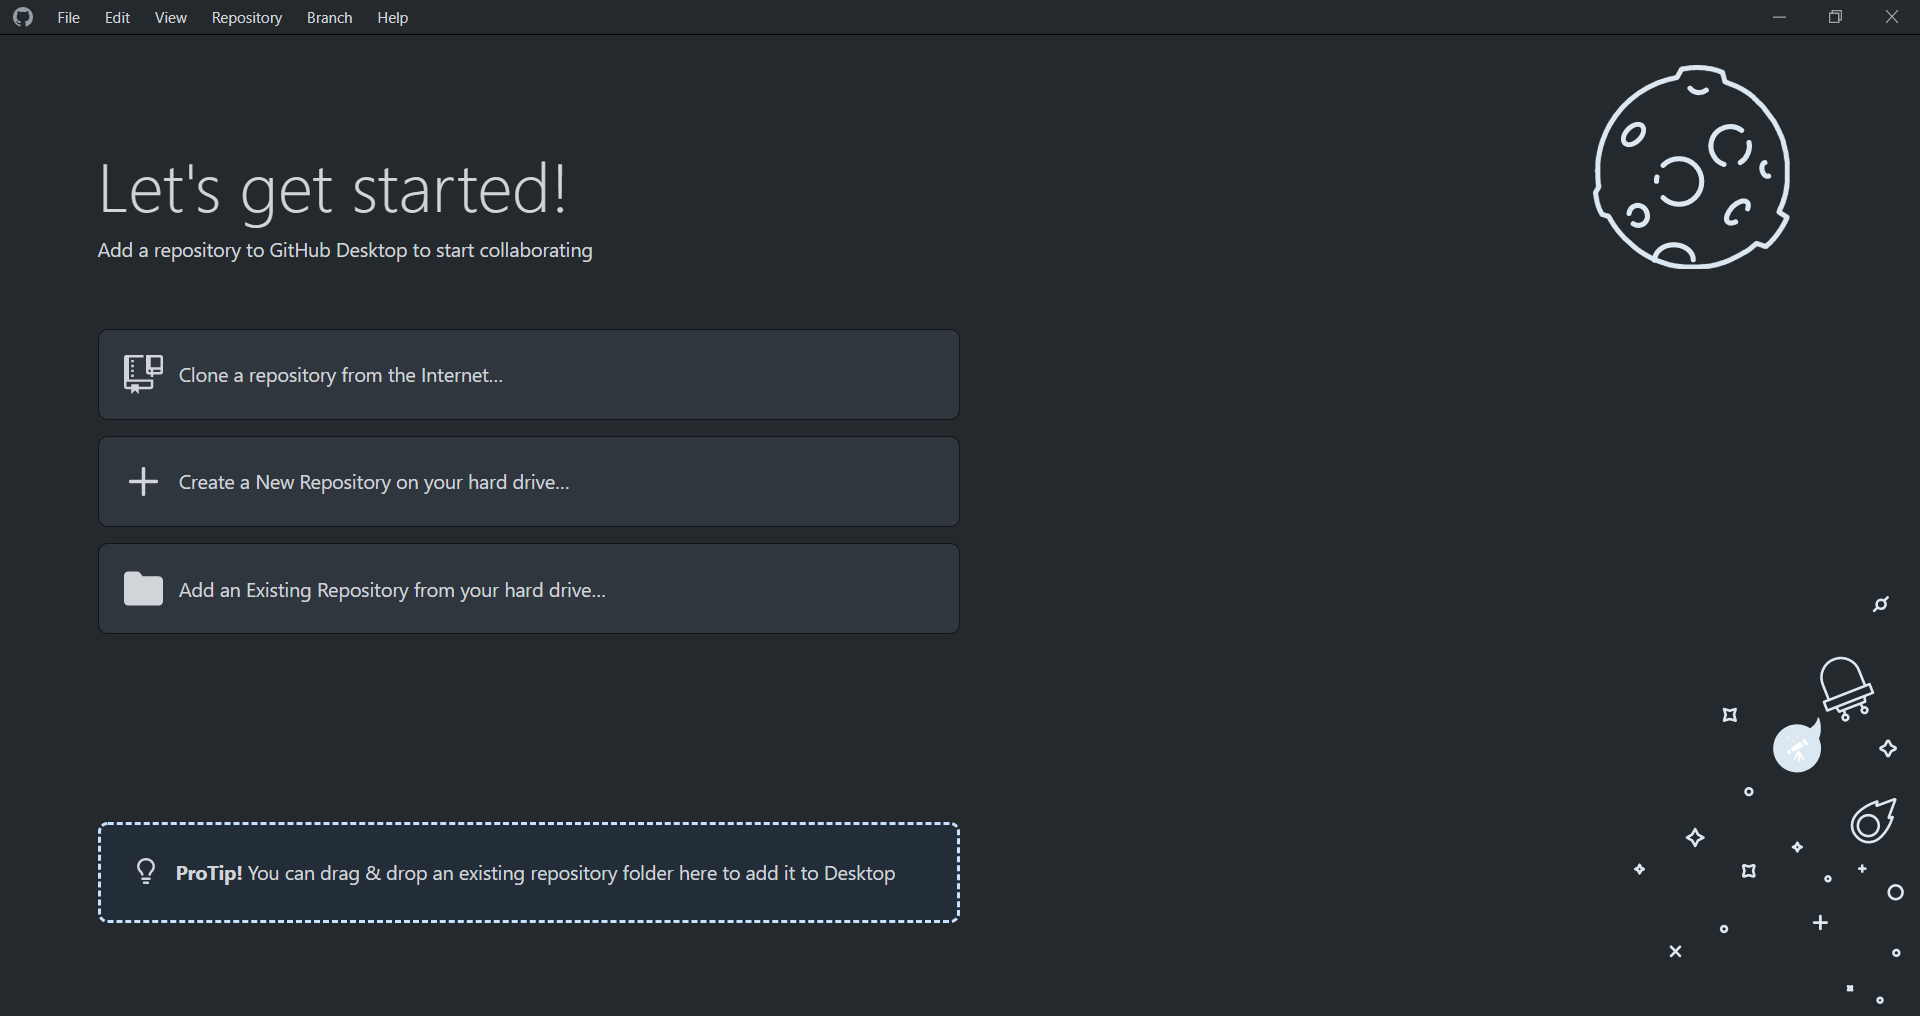 File Edit View Repository Branch Help
Let's get started!
Add a repository to GitHub Desktop to start collaborating
Clone a repository from the Internet...
Create a New Repository on your hard drive...
Add an Existing Repository from your hard drive...
ProTip! You can drag & drop an existing repository folder here to add it to Desktop